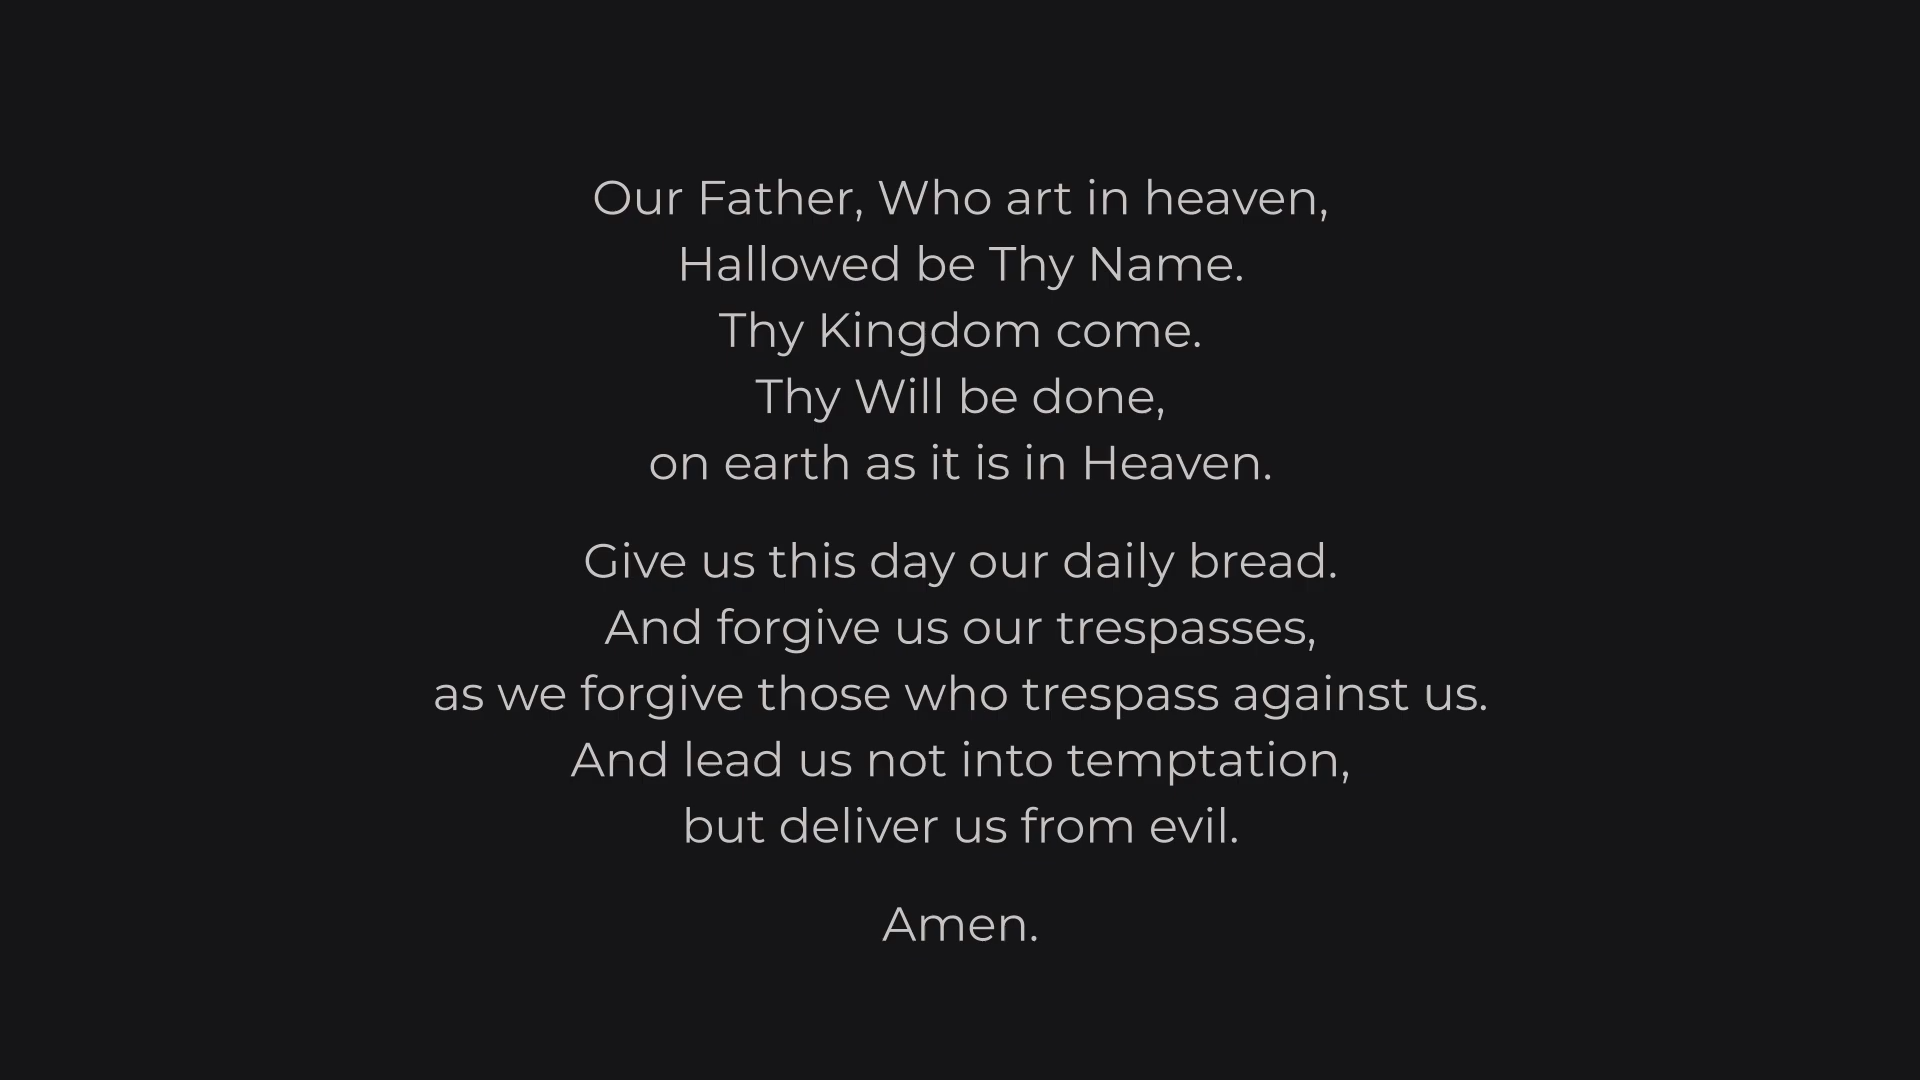 Our Father, Who art in heaven,
Hallowed be Thy Name.
Thy Kingdom come.
Thy Will be done,
on earth as it is in Heaven.
Give us this day our daily bread.
And forgive us our trespasses,
as we forgive those who trespass against us.
And lead us not into temptation,
but deliver us from evil.
Amen.